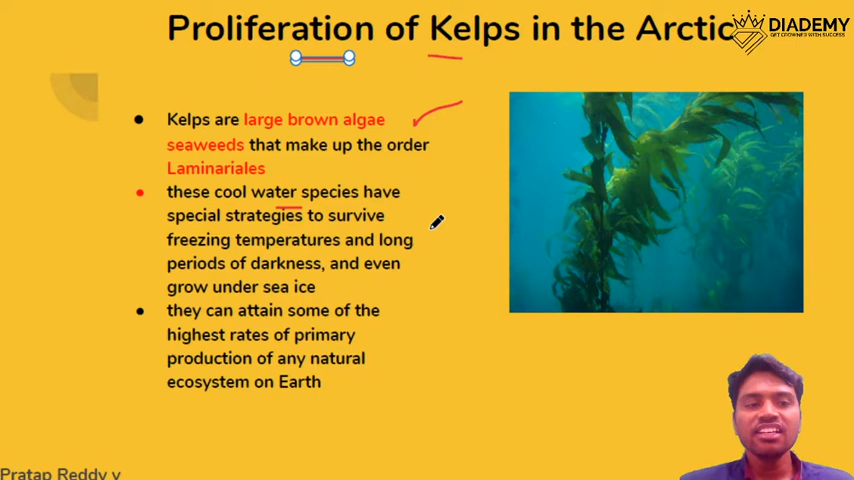 Proliferation of Kelps in the Arctic
DIADEMY
GET CROWNED WITH SUCCESS
● Kelps are large brown algae
seaweeds that make up the order
Laminariales
● these cool water species have
special strategies to survive
freezing temperatures and long
periods of darkness, and even
grow under sea ice
● they can attain some of the
highest rates of primary
production of any natural
ecosystem on Earth
Pratap Reddy y